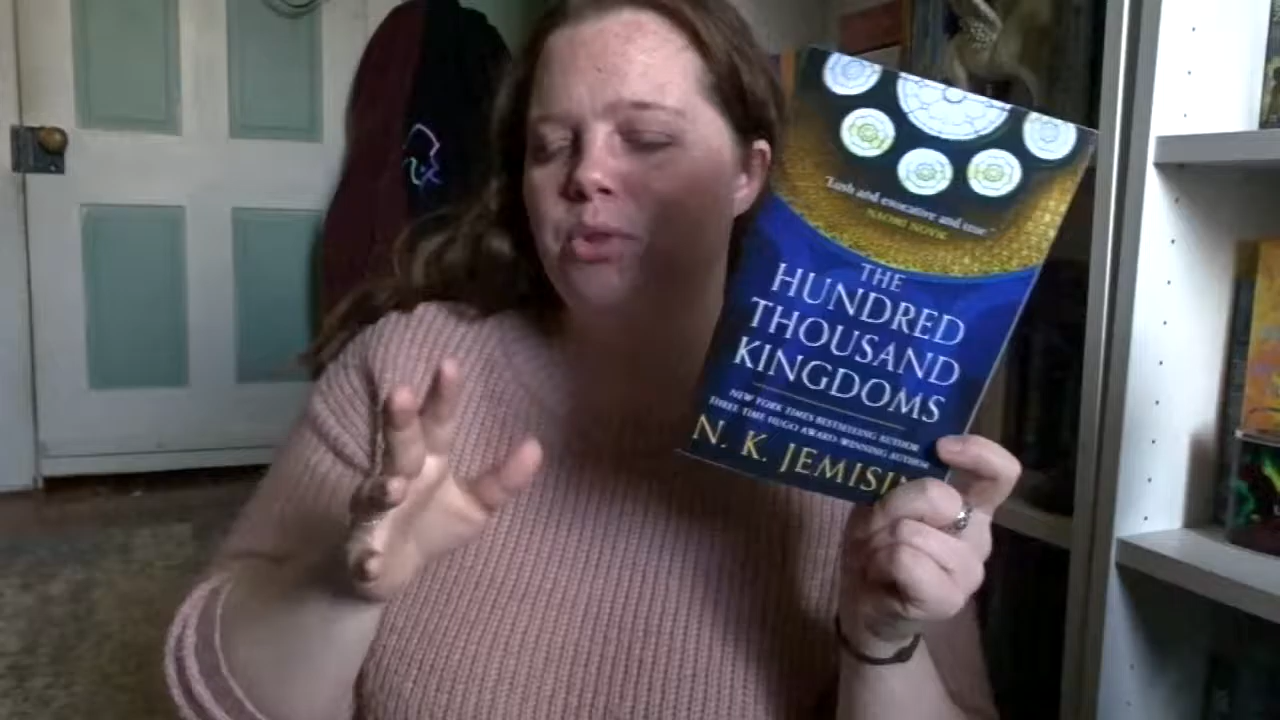 "Lush and evocative and true."
NAOMI NOVIK
THE
HUNDRED
THOUSAND
KINGDOMS
NEW YORK TIMES BESTSELLING AUTHOR
THREE TIME HUGO AWARD-WINNING AUTHOR
N. K. JEMISIN